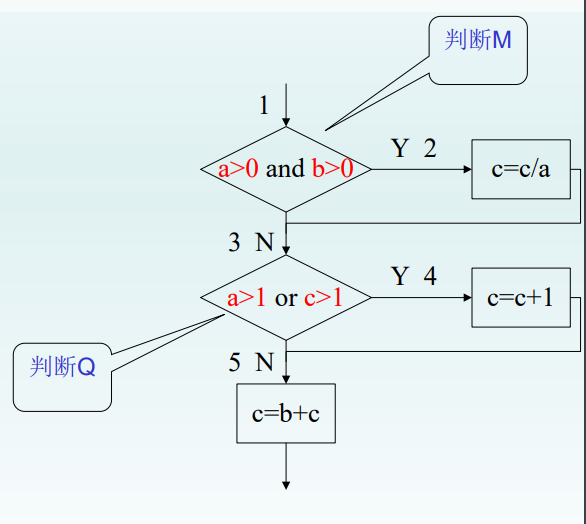 判断M
1
a>0 and b>0
Y 2
c=c/a
3 N
a>1 or c>1
Y 4
c=c+1
判断Q
5 N
c=b+c